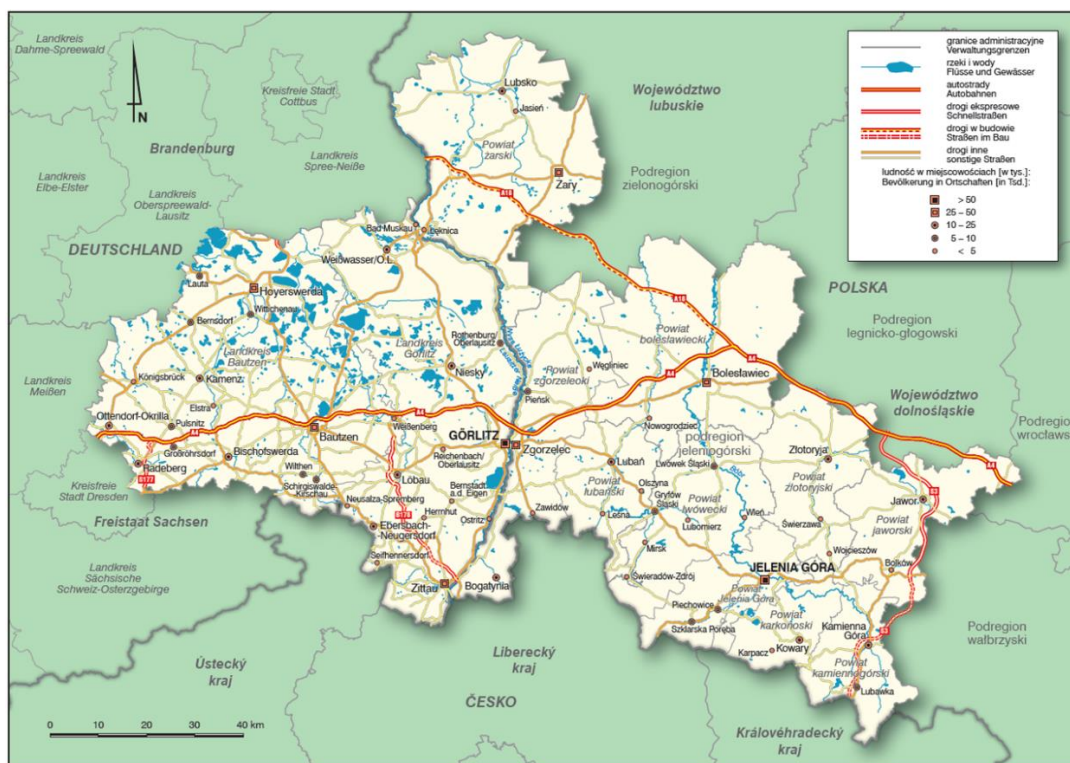 Landkreis
Dahme-Spreewald
Kreisfreie Stadt
Cottbus
Brandenburg
Landkreis
Spree-Neiße
Landkreis
Elbe-Elster
Landkreis
Oberspreewald-
Lausitz
DEUTSCHLAND
N
Województwo
lubuskie
Podregion
zielonogórski
POLSKA
Podregion
legnicko-głogowski
Województwo
dolnośląskie
Podregion
wrocławs
Podregion
wałbrzyski
granice administracyjne
Verwaltungsgrenzen
rzeki i wody
Flüsse und Gewässer
autostrady
Autobahnen
drogi ekspresowe
Schnellstraßen
drogi w budowie
Straßen im Bau
drogi inne
sonstige Straßen
ludność w miejscowościach [w tys.]:
Bevölkerung in Ortschaften [in Tsd.]:
> 50
25 – 50
10 – 25
5 – 10
< 5
Lubsko
Jasień
Powiat
żarski
Żary
A18
Bad Muskau
Łęknica
Weißwasser/O.L.
Lauta
Hoyerswerda
Bernsdorf
Wittichenau
Landkreis
Bautzen
Landkreis
Görlitz
Rothenburg/
Oberlausitz
Niesky
Königsbrück
Kamenz
Elstra
Ottendorf-Okrilla
Pulsnitz
A4
Großröhrsdorf
Radeberg
S177
Bischofswerda
Bautzen
Weißenberg
A4
GÖRLITZ
Zgorzelec
Reichenbach/
Oberlausitz
Löbau
Wilthen
Schirgiswalde-
Kirschau
Neusalza-Spremberg
Bernstadt
a.d. Eigen
Herrnhut
Ostritz
B178
Ebersbach-
Neugersdorf
Seifhennersdorf
Zittau
Bogatynia
Zawidów
Pieńsk
Powiat
zgorzelecki
Węgliniec
Powiat
bolesławiecki
A18
A4
Bolesławiec
Nowogrodziec
podregion
jeleniogórski
Lubań
Powiat
lubański
Olszyna
Gryfów
Śląski
Leśna
Lwówek Śląski
Powiat
lwówecki
Lubomierz
Wleń
Bóbr
Mirsk
Świeradów-Zdrój
Złotoryja
Powiat
złotoryjski
Świerzawa
Wojcieszów
Jawor
Powiat
jaworski
Bolków
S3
A4
JELENIA GÓRA
Powiat
Jelenia Góra
Piechowice
Szklarska Poręba
Powiat
karkonoski
Karpacz
Kowary
Kamienna
Góra
S3
Powiat
kamiennogórski
Lubawka
Landkreis
Meißen
Kreisfreie
Stadt Dresden
Freistaat Sachsen
Landkreis
Sächsische
Schweiz-Osterzgebirge
Ústecký
kraj
Liberecký
kraj
ČESKO
Královéhradecký
kraj
0 10 20 30 40 km